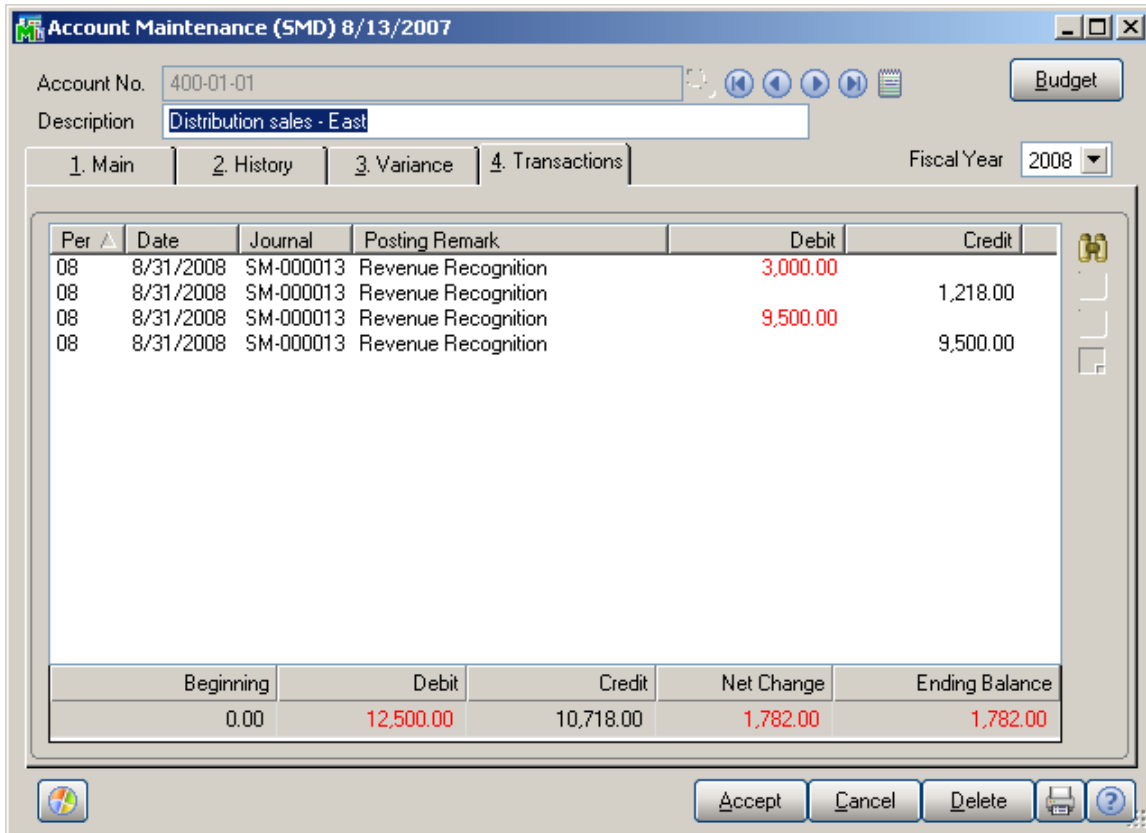 Account Maintenance (SMD) 8/13/2007
Account No. 400-01-01 Budget
Description Distribution sales - East
1. Main 2. History 3. Variance 4. Transactions Fiscal Year 2008
Per Date Journal Posting Remark Debit Credit
08 8/31/2008 SM-000013 Revenue Recognition 3,000.00
08 8/31/2008 SM-000013 Revenue Recognition 1,218.00
08 8/31/2008 SM-000013 Revenue Recognition 9,500.00
08 8/31/2008 SM-000013 Revenue Recognition 9,500.00
Beginning Debit Credit Net Change Ending Balance
0.00 12,500.00 10,718.00 1,782.00 1,782.00
Accept Cancel Delete